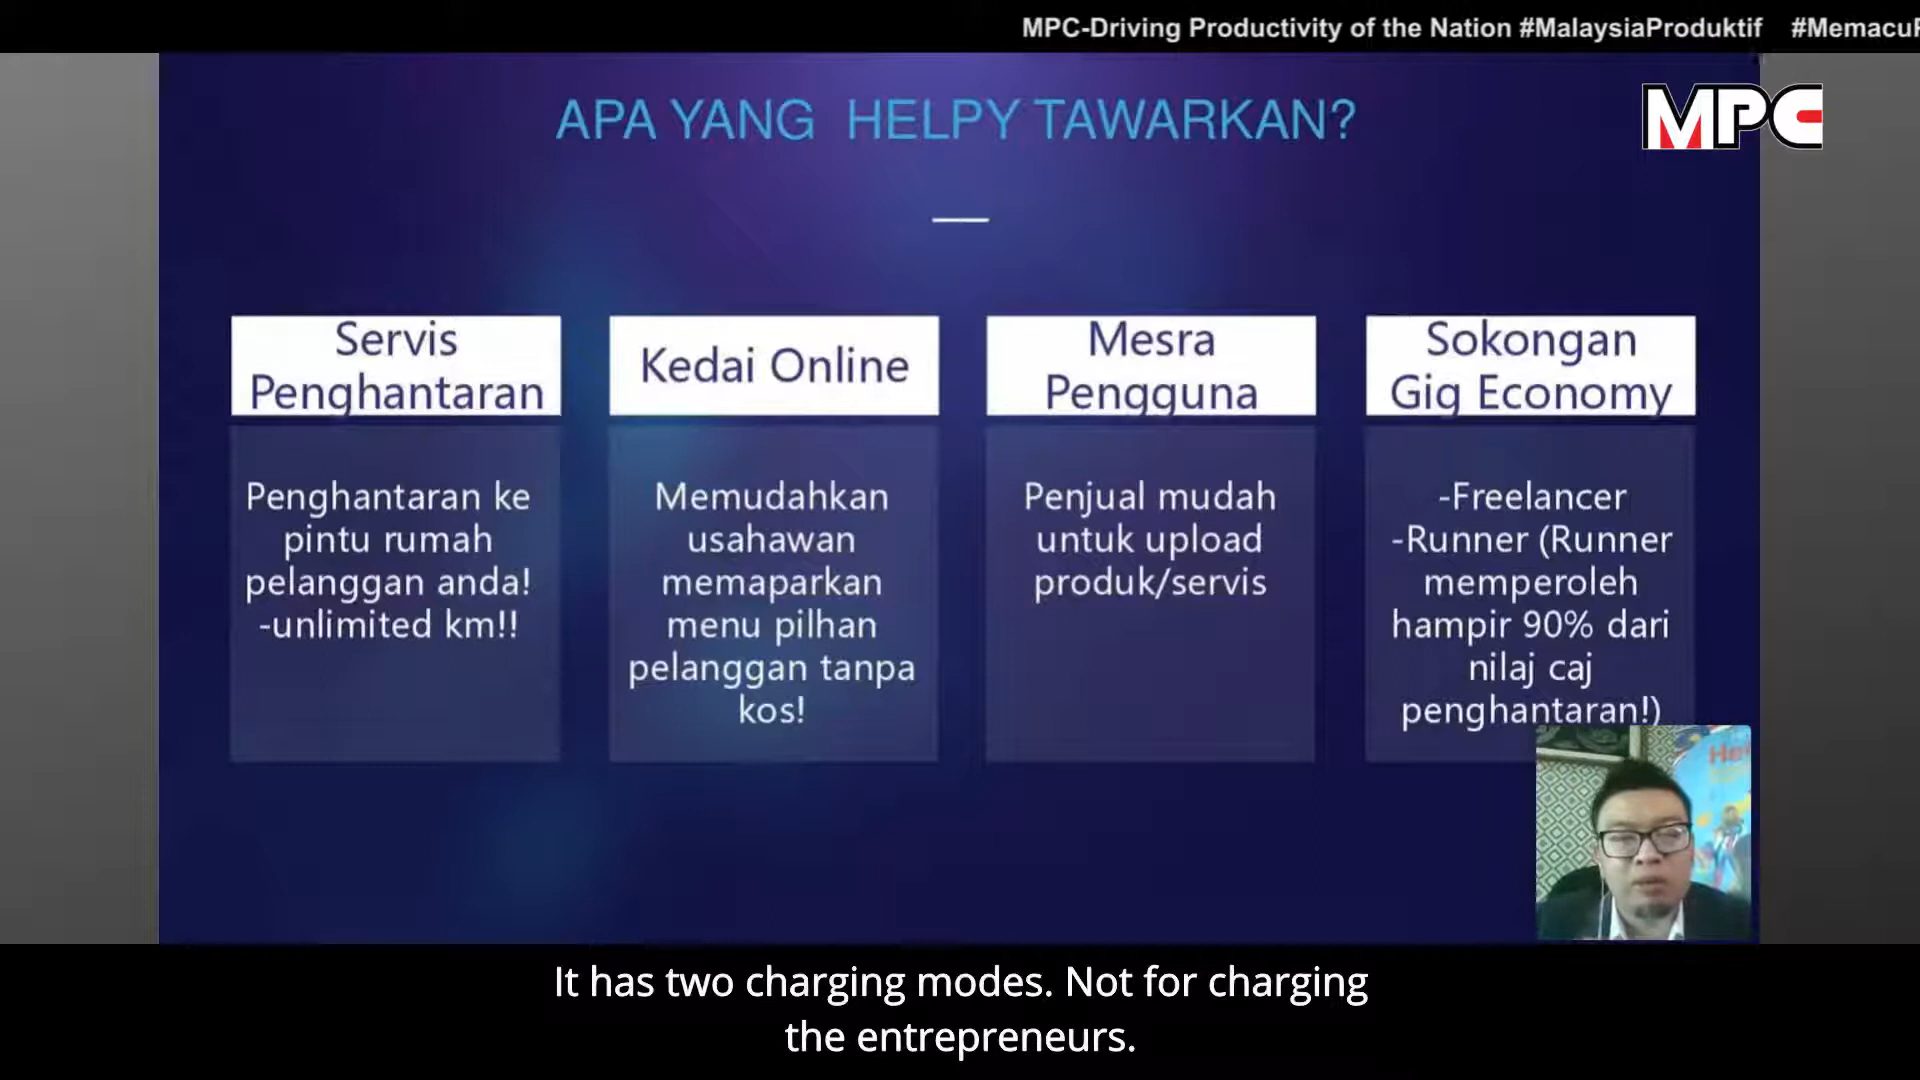 MPC-Driving Productivity of the Nation #MalaysiaProduktif #Memacu
MPC
APA YANG HELPY TAWARKAN?
Servis
Penghantaran
Penghantaran ke
pintu rumah
pelanggan anda!
-unlimited km!!
Kedai Online
Memudahkan
usahawan
memaparkan
menu pilhan
pelanggan tanpa
kos!
Mesra
Pengguna
Penjual mudah
untuk upload
produk/servis
Sokongan
Gig Economy
-Freelancer
-Runner (Runner
memperoleh
hampir 90% dari
nilaj caj
penghantaran!)
It has two charging modes. Not for charging
the entrepreneurs.